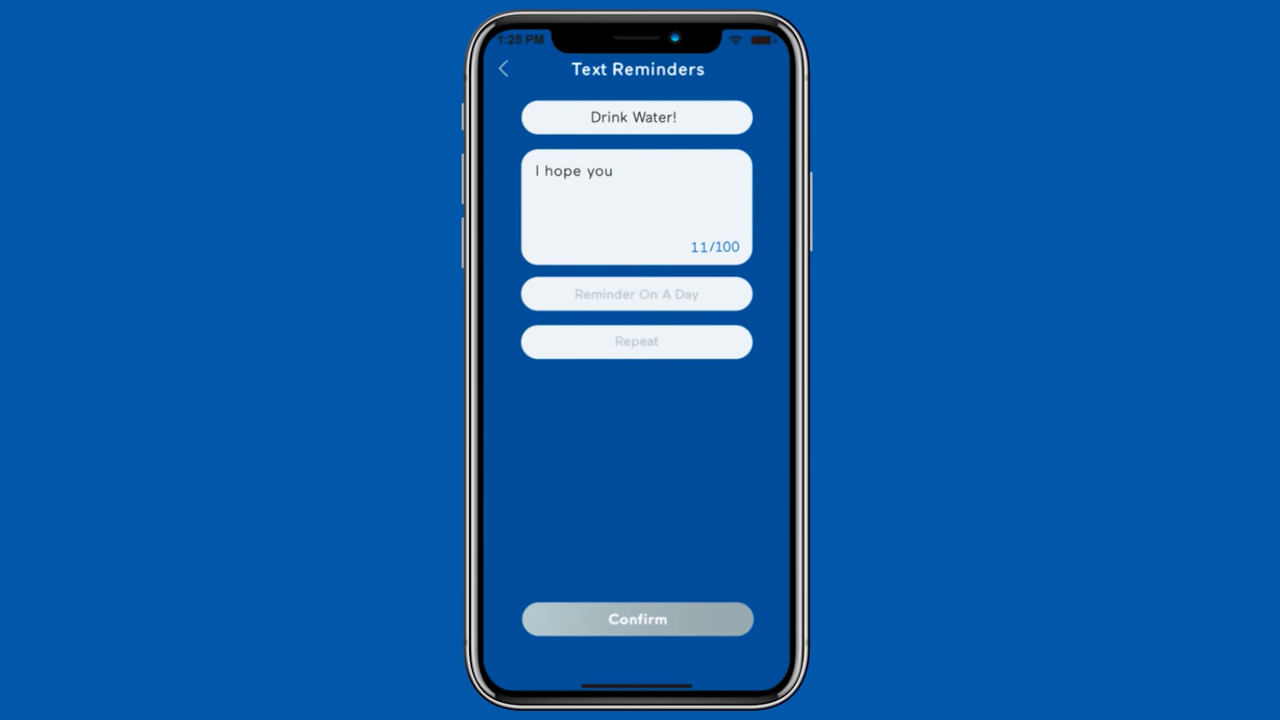 1:25 PM
Text Reminders
Drink Water!
I hope you
11/100
Reminder On A Day
Repeat
Confirm